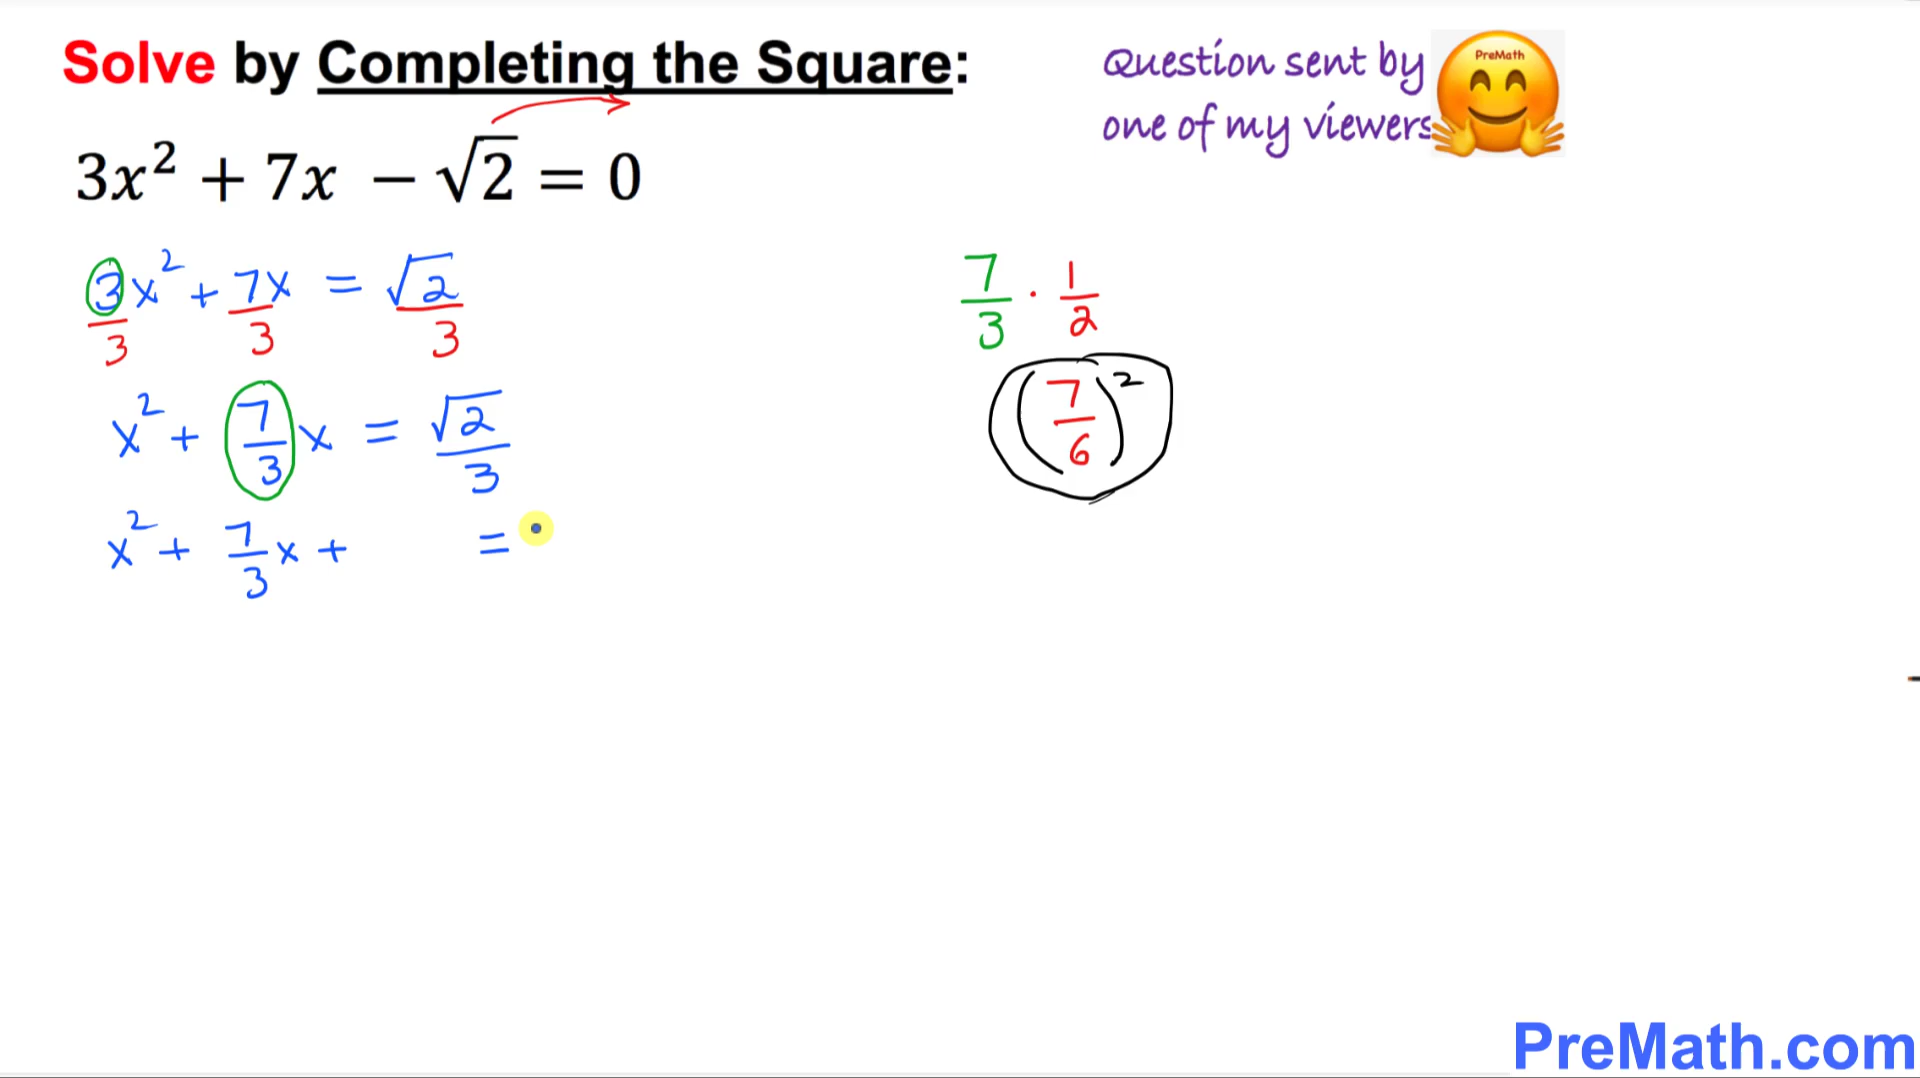 Solve by Completing the Square:
Question sent by
one of my viewers
PreMath
3x² + 7x − √2 = 0
3x²/3 + 7x/3 = √2/3
x² + 7/3 x = √2/3
x² + 7/3 x + =
7/3 · 1/2
(7/6)²
PreMath.com